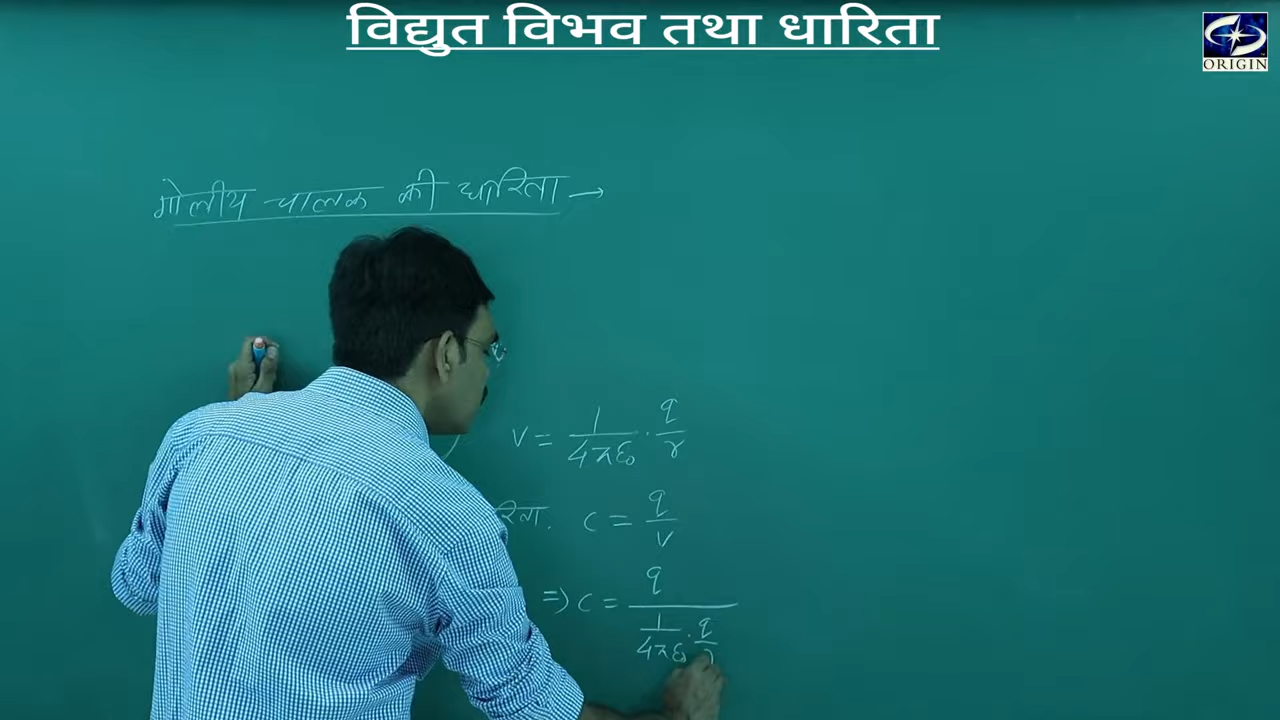 विद्युत विभव तथा धारिता
ORIGIN
गोलीय चालक की धारिता →
v = 1/4πε₀ · q/r
c = q/v
⇒ c = q / (1/4πε₀ · q/r)